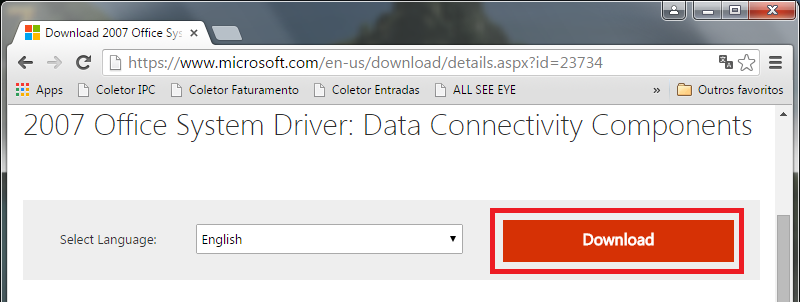 Download 2007 Office Sys
https://www.microsoft.com/en-us/download/details.aspx?id=23734
Apps Coletor IPC Coletor Faturamento Coletor Entradas ALL SEE EYE » Outros favoritos
2007 Office System Driver: Data Connectivity Components
Select Language: English Download